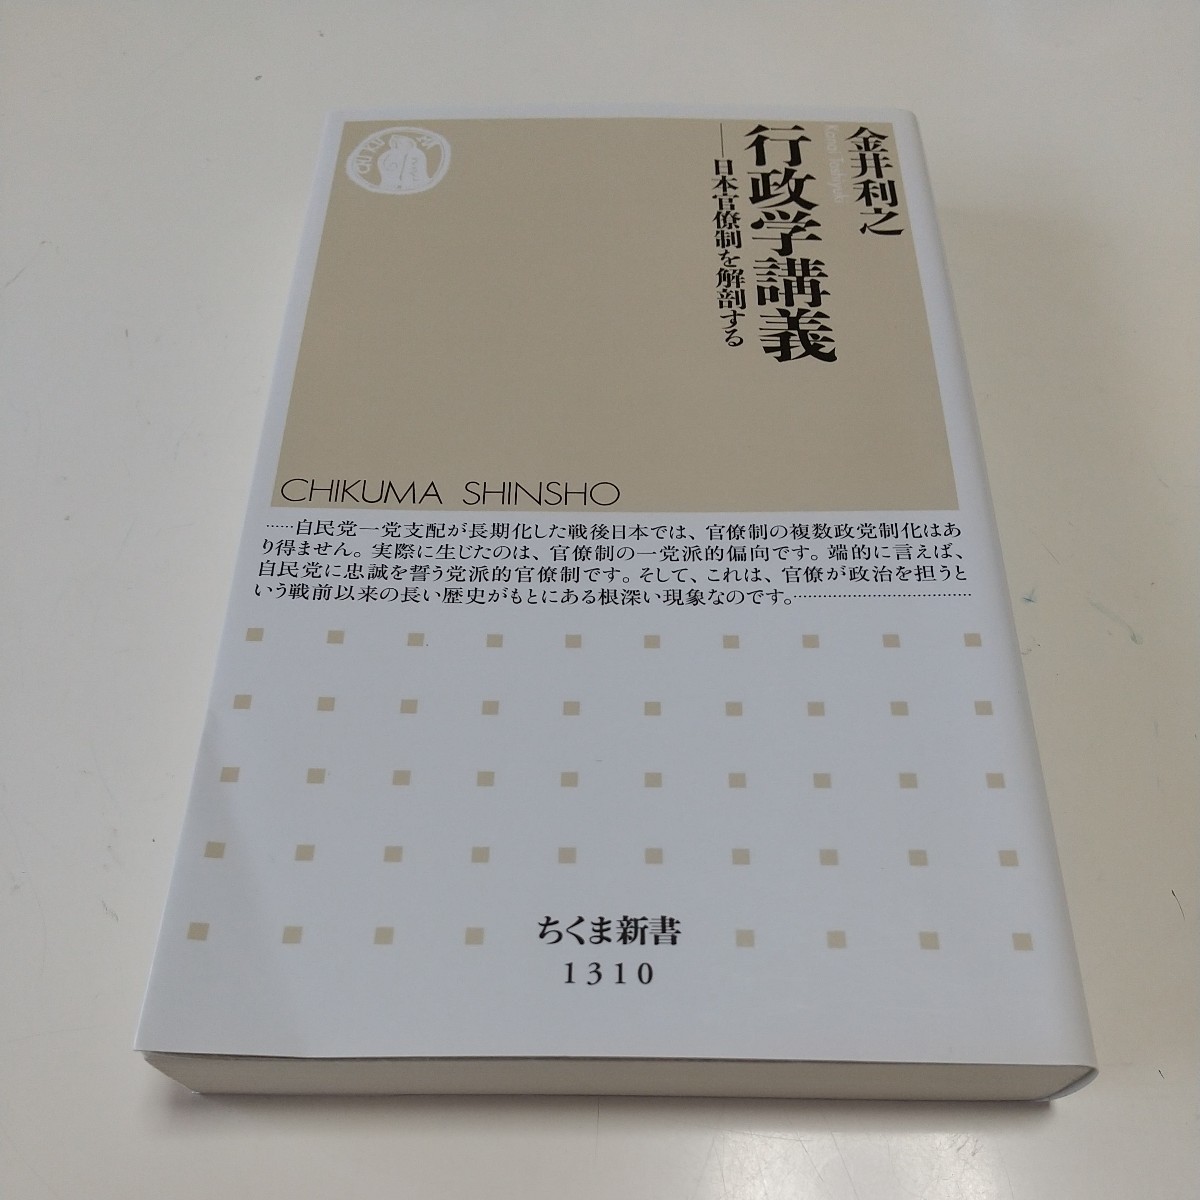 金井利之
Kanai Toshiyuki
行政学講義
──日本官僚制を解剖する
CHIKUMA SHINSHO
……自民党一党支配が長期化した戦後日本では、官僚制の複数政党制化はあ
り得ません。実際に生じたのは、官僚制の一党派的偏向です。端的に言えば、
自民党に忠誠を誓う党派的官僚制です。そして、これは、官僚が政治を担うと
いう戦前以来の長い歴史がもとにある根深い現象なのです。……………………………
ちくま新書
1310